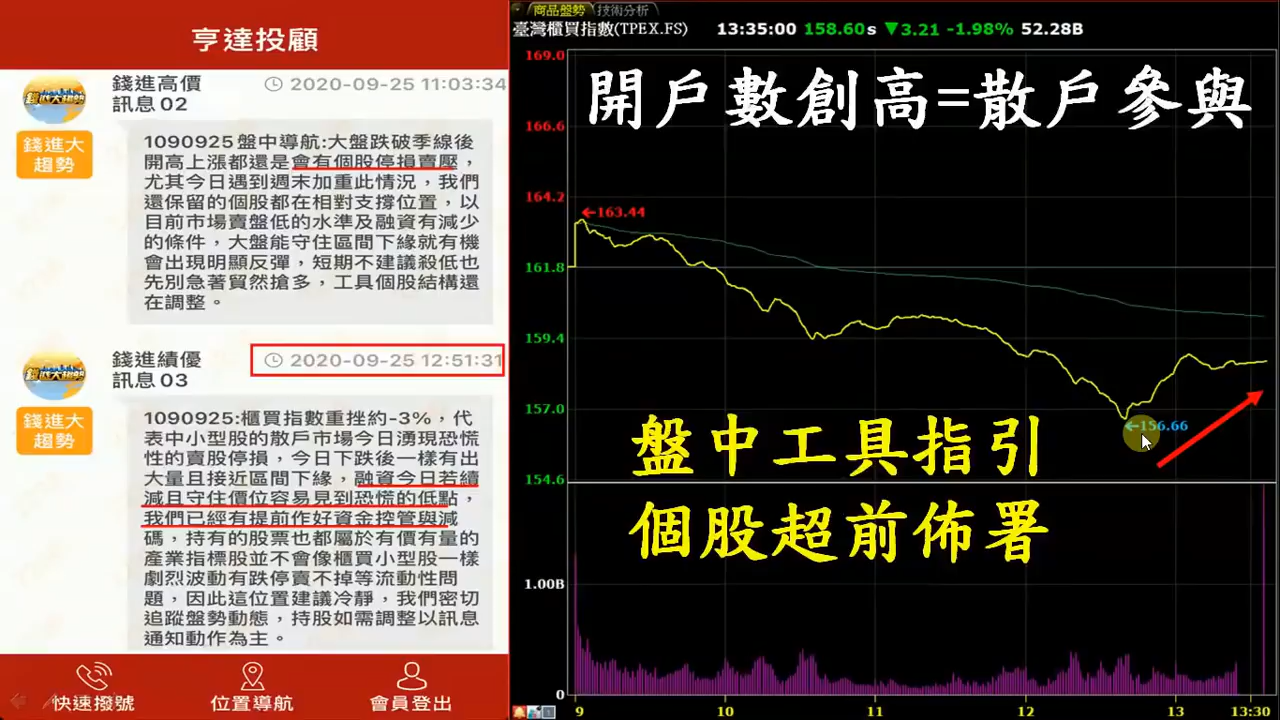 亨達投顧
錢進高價
訊息02
2020-09-25 11:03:34
錢進大趨勢
錢進大
趨勢
1090925盤中導航:大盤跌破季線後
開高上漲都還是會有個股停損賣壓，
尤其今日遇到週末加重此情況，我們
還保留的個股都在相對支撐位置，以
目前市場賣盤低的水準及融資有減少
的條件，大盤能守住區間下緣就有機
會出現明顯反彈，短期不建議殺低也
先別急著貿然搶多，工具個股結構還
在調整。
錢進績優
訊息03
2020-09-25 12:51:31
錢進大趨勢
錢進大
趨勢
1090925:櫃買指數重挫約-3%，代
表中小型股的散戶市場今日湧現恐慌
性的賣股停損，今日下跌後一樣有出
大量且接近區間下緣，融資今日若續
減且守住價位容易見到恐慌的低點，
我們已經有提前作好資金控管與減
碼，持有的股票也都屬於有價有量的
產業指標股並不會像櫃買小型股一樣
劇烈波動有跌停賣不掉等流動性問
題，因此這位置建議冷靜，我們密切
追蹤盤勢動態，持股如需調整以訊息
通知動作為主。
快速撥號
位置導航
會員登出
商品盤勢 技術分析
臺灣櫃買指數(TPEX.FS) 13:35:00 158.60s ▼3.21 -1.98% 52.28B
開戶數創高=散戶參與
169.0
166.6
164.2
161.8
159.4
157.0
154.6
1.00B
0
←163.44
←156.66
盤中工具指引
個股超前佈署
9 10 11 12 13 13:30